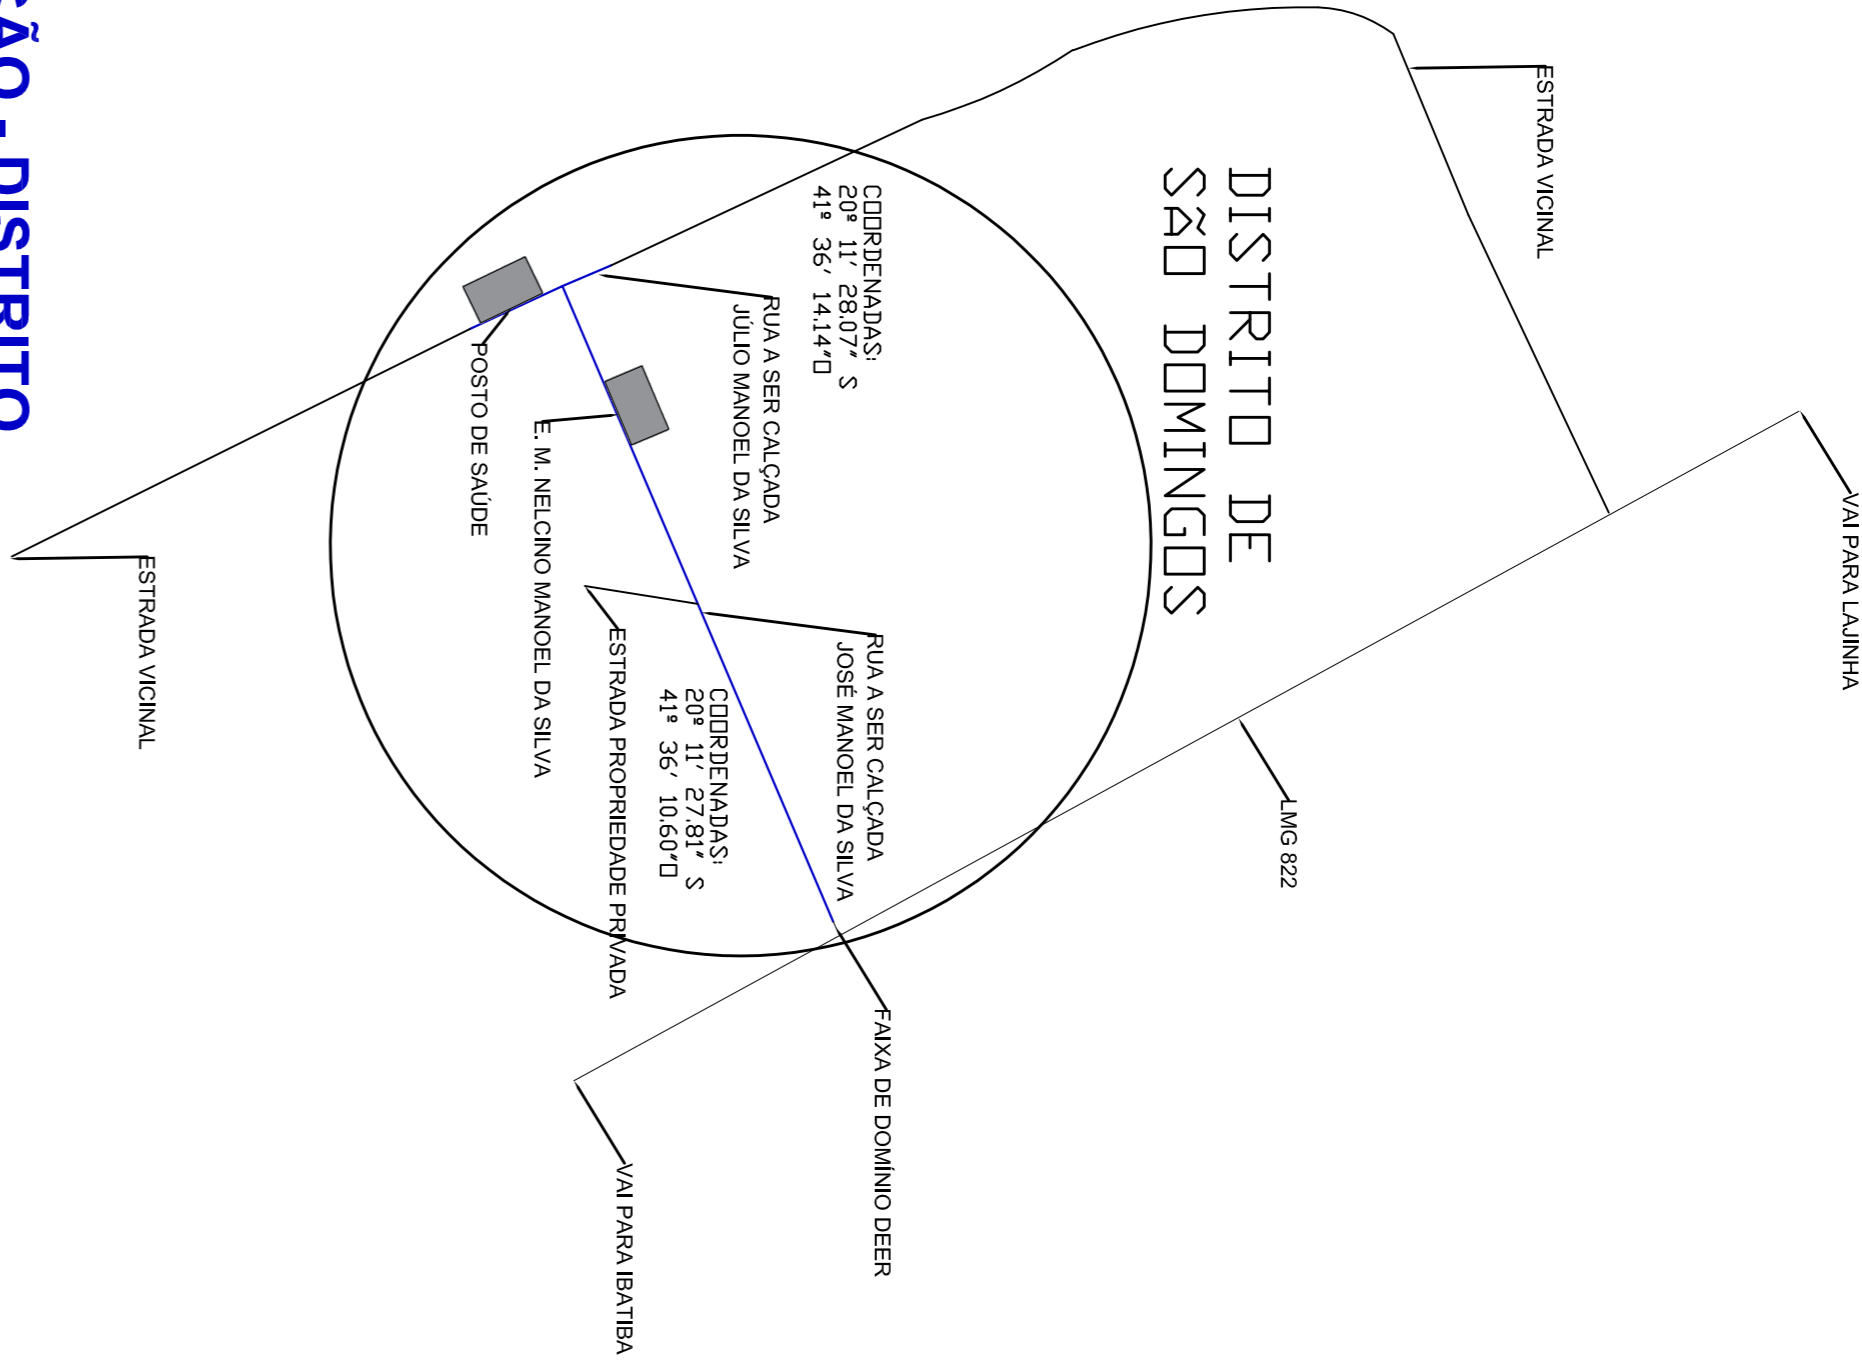 VAI PARA LAJINHA
ESTRADA VICINAL
LMG 822
DISTRITO DE
SÃO DOMINGOS
COORDENADAS:
20º 11' 28.07" S
41º 36' 14.14"O
RUA A SER CALÇADA
JÚLIO MANOEL DA SILVA
RUA A SER CALÇADA
JOSÉ MANOEL DA SILVA
FAIXA DE DOMÍNIO DEER
COORDENADAS:
20º 11' 27.81" S
41º 36' 10.60"O
ESTRADA PROPRIEDADE PRIVADA
VAI PARA IBATIBA
E. M. NELCINO MANOEL DA SILVA
POSTO DE SAÚDE
ESTRADA VICINAL
ÇÃO - DISTRITO